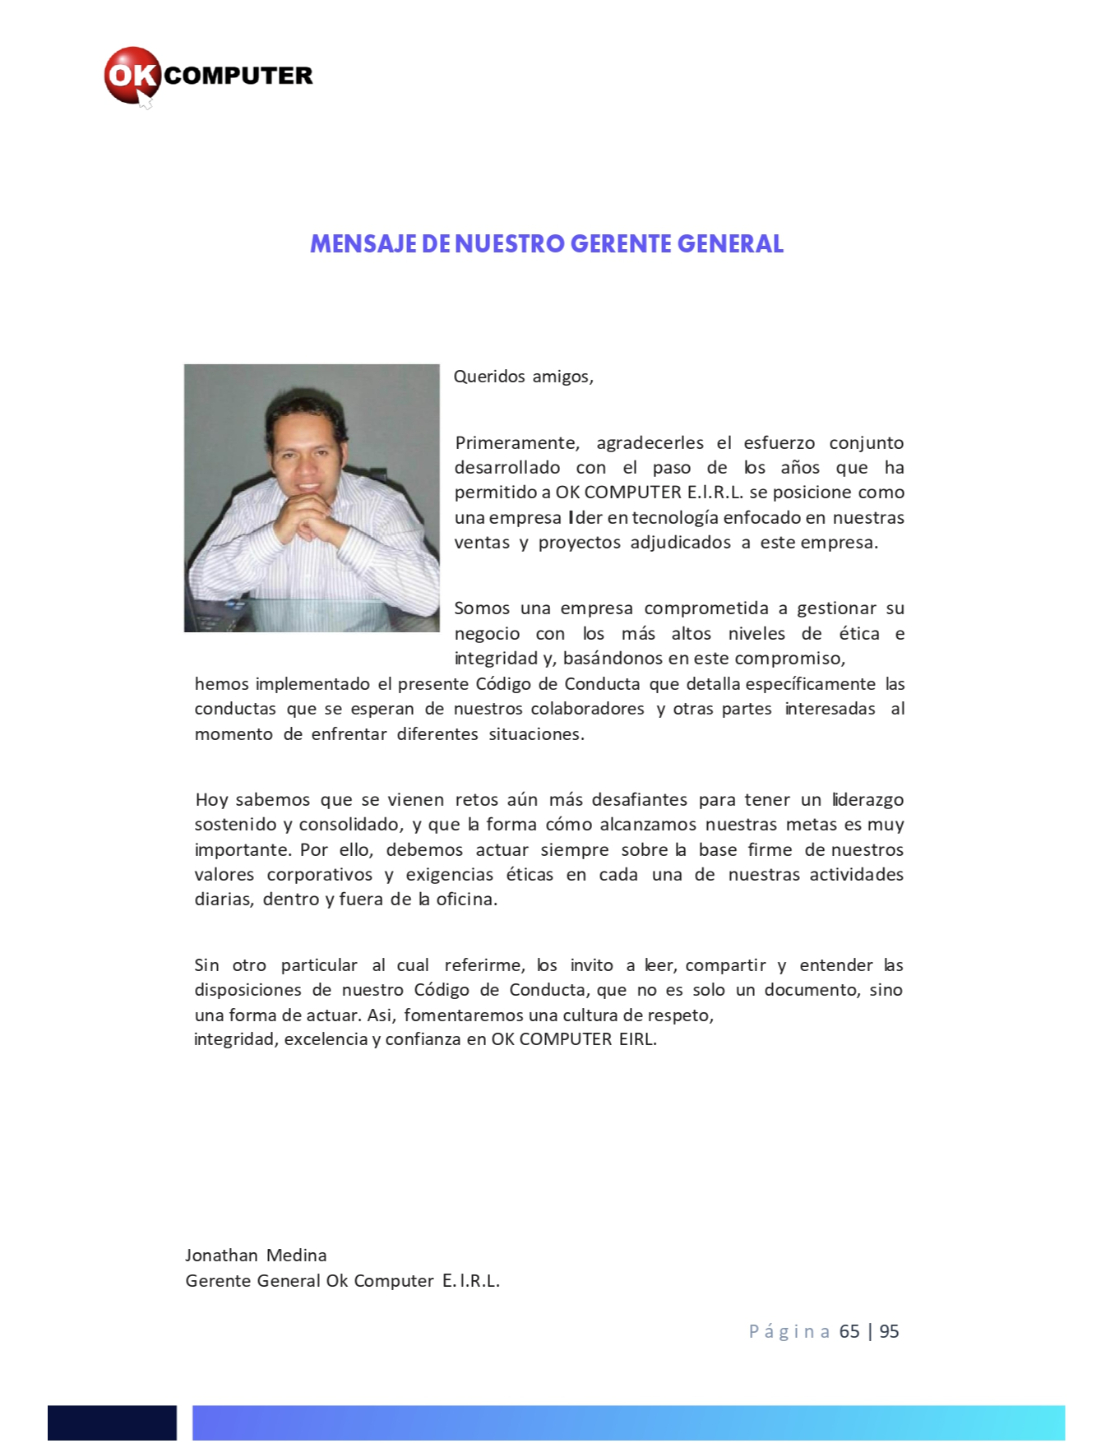 OK COMPUTER
MENSAJE DE NUESTRO GERENTE GENERAL
Queridos amigos,
Primeramente, agradecerles el esfuerzo conjunto
desarrollado con el paso de los años que ha
permitido a OK COMPUTER E.I.R.L. se posicione como
una empresa lder en tecnología enfocado en nuestras
ventas y proyectos adjudicados a este empresa.
Somos una empresa comprometida a gestionar su
negocio con los más altos niveles de ética e
integridad y, basándonos en este compromiso,
hemos implementado el presente Código de Conducta que detalla específicamente las
conductas que se esperan de nuestros colaboradores y otras partes interesadas al
momento de enfrentar diferentes situaciones.
Hoy sabemos que se vienen retos aún más desafiantes para tener un liderazgo
sostenido y consolidado, y que la forma cómo alcanzamos nuestras metas es muy
importante. Por ello, debemos actuar siempre sobre la base firme de nuestros
valores corporativos y exigencias éticas en cada una de nuestras actividades
diarias, dentro y fuera de la oficina.
Sin otro particular al cual referirme, los invito a leer, compartir y entender las
disposiciones de nuestro Código de Conducta, que no es solo un documento, sino
una forma de actuar. Asi, fomentaremos una cultura de respeto,
integridad, excelencia y confianza en OK COMPUTER EIRL.
Jonathan Medina
Gerente General Ok Computer E.I.R.L.
Página 65 | 95